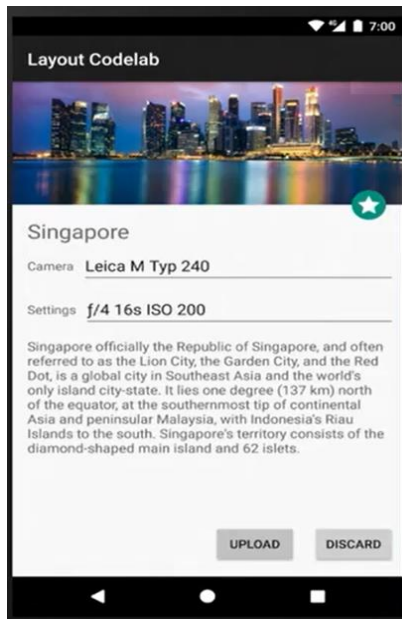 4G 7:00
Layout Codelab
Singapore
Camera Leica M Typ 240
Settings ƒ/4 16s ISO 200
Singapore officially the Republic of Singapore, and often
referred to as the Lion City, the Garden City, and the Red
Dot, is a global city in Southeast Asia and the world's
only island city-state. It lies one degree (137 km) north
of the equator, at the southernmost tip of continental
Asia and peninsular Malaysia, with Indonesia's Riau
Islands to the south. Singapore's territory consists of the
diamond-shaped main island and 62 islets.
UPLOAD DISCARD